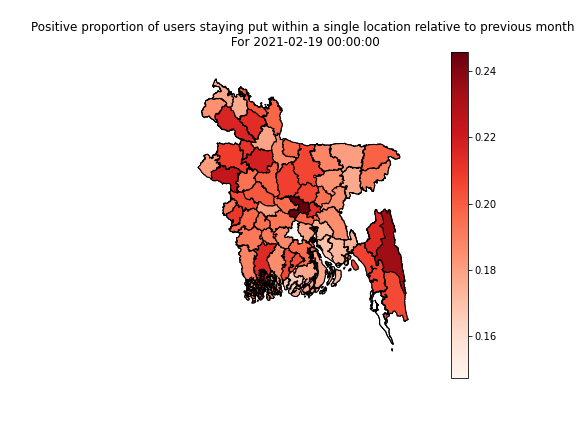 Positive proportion of users staying put within a single location relative to previous month
For 2021-02-19 00:00:00
0.24
0.22
0.20
0.18
0.16